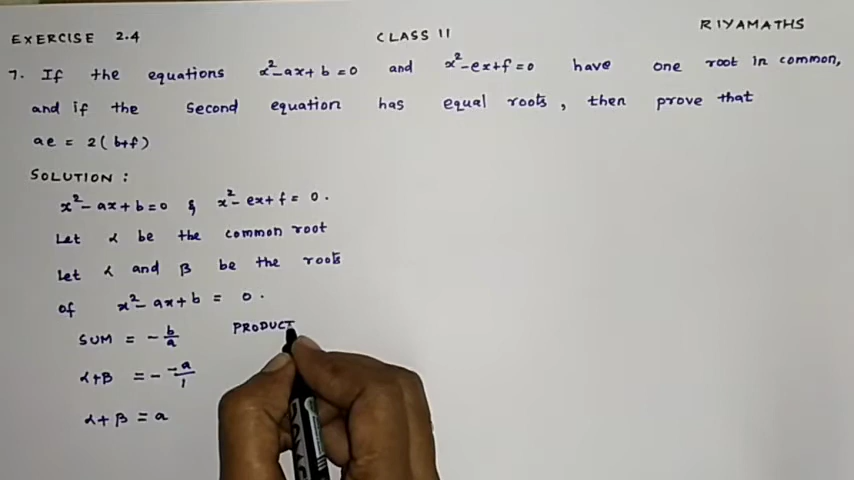 EXERCISE 2.4 CLASS 11 RIYAMATHS
7. If the equations x²-ax+b=0 and x²-ex+f=0 have one root in common,
and if the second equation has equal roots, then prove that
ae = 2(b+f)
SOLUTION :
x²-ax+b=0 & x²-ex+f=0.
Let α be the common root
Let α and β be the roots
of x²-ax+b = 0.
SUM = -b/a PRODUCT
α+β = - -a/1
α+β = a